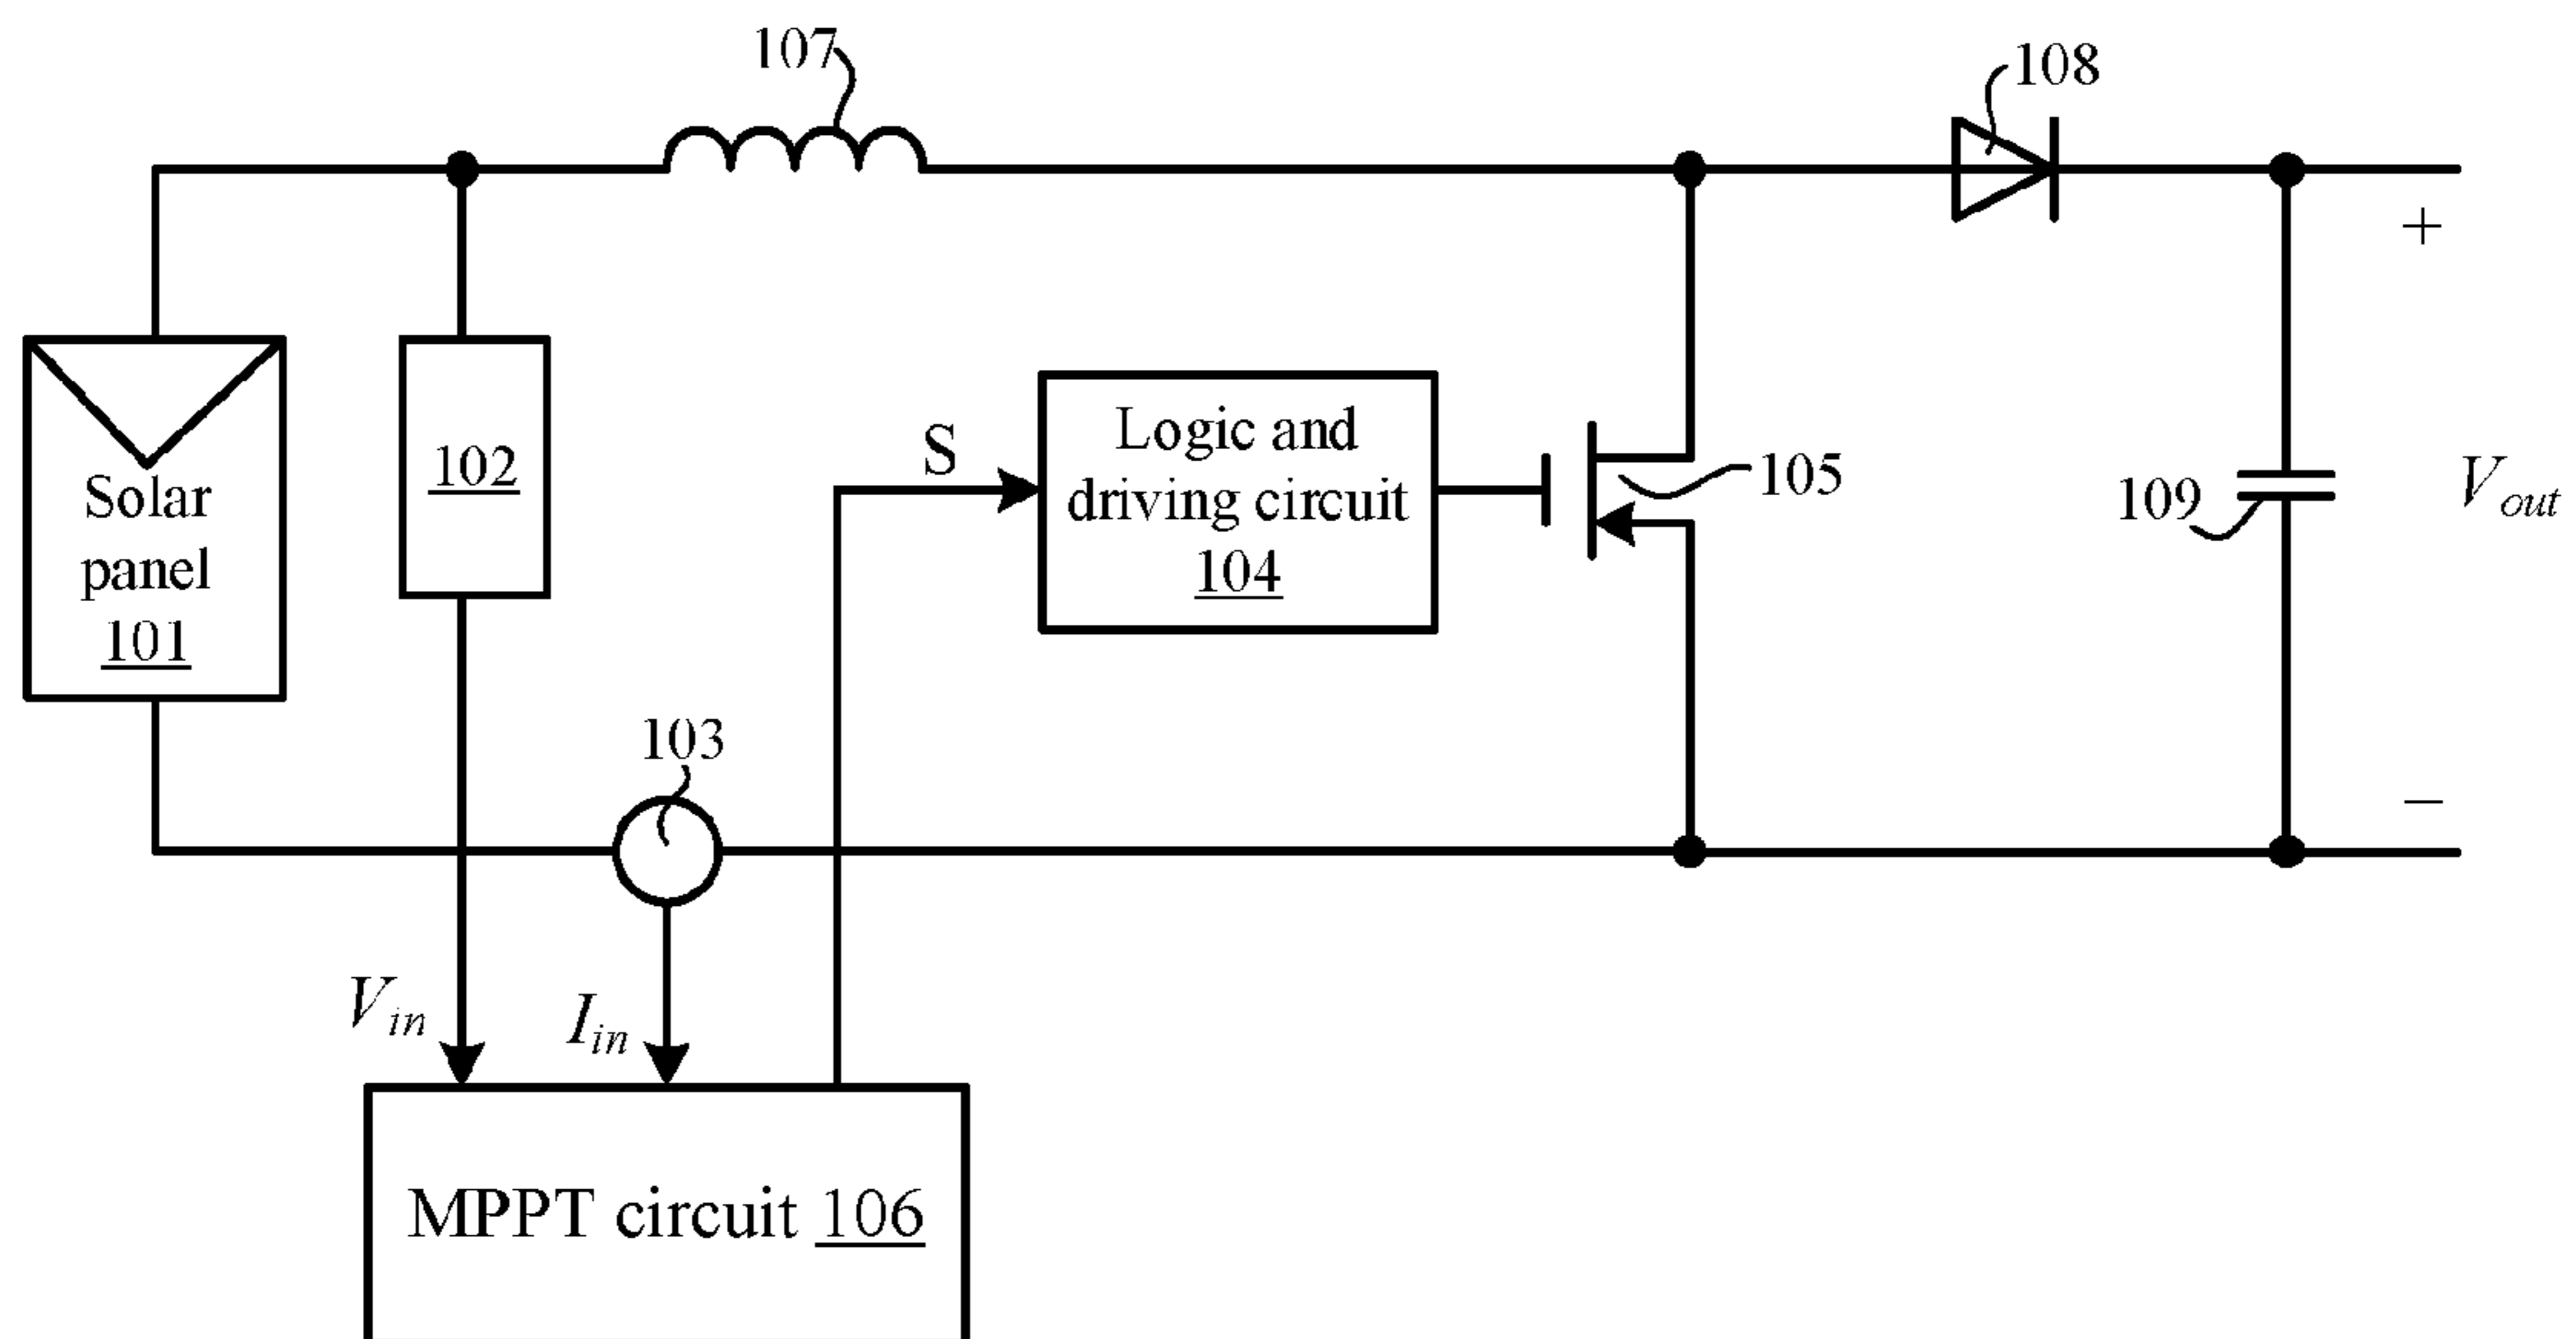 107
108
+
102
Solar
panel
101
S
Logic and
driving circuit
104
105
109
Vout
103
−
Vin
Iin
MPPT circuit 106